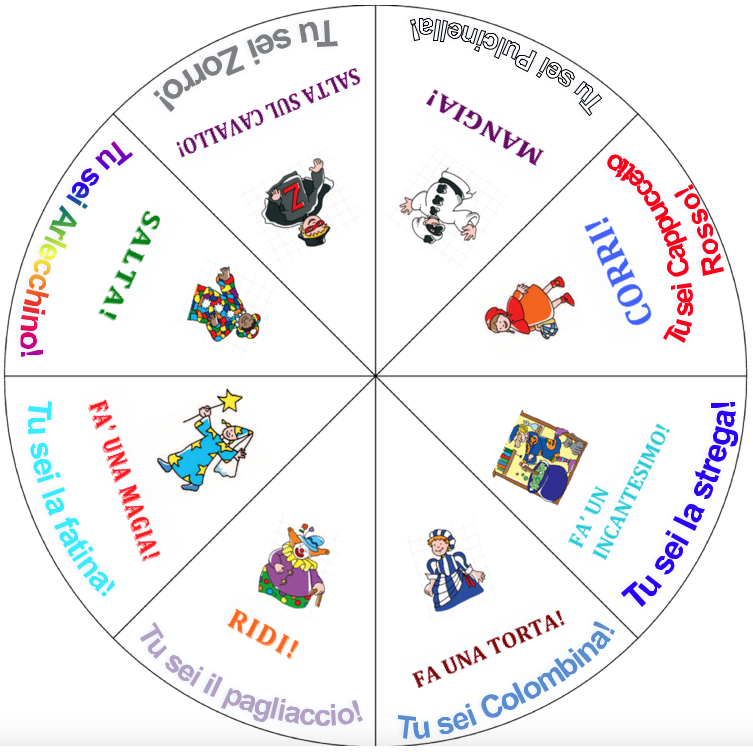 Tu sei Pulcinella!
MANGIA!
Tu sei Cappuccello
Rosso!
CORRI!
Tu sei la strega!
FA' UN
INCANTESIMO!
Tu sei Colombina!
FA UNA TORTA!
Tu sei il pagliaccio!
RIDI!
Tu sei la fatina!
FA' UNA MAGIA!
Tu sei Arlecchino!
SALTA!
Tu sei Zorro!
SALTA SUL CAVALLO!
Z